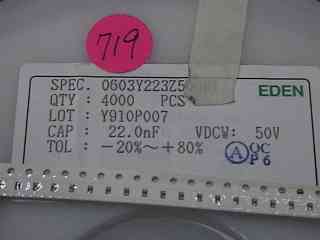 719
SPEC. 0603Y223Z5
EDEN
QTY : 4000 PCS
LOT : Y910P007
CAP : 22.0nF VDCW: 50V
TOL : －20%～＋80%
A QC
P6